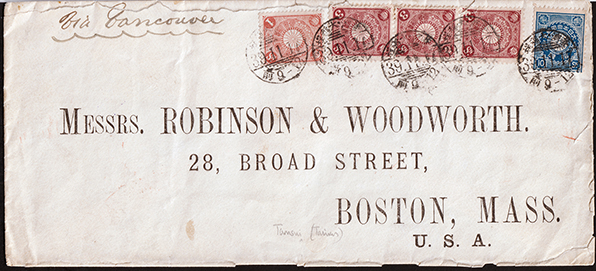 Via Vancouver
MESSRS. ROBINSON & WOODWORTH.
28, BROAD STREET,
BOSTON, MASS.
U. S. A.